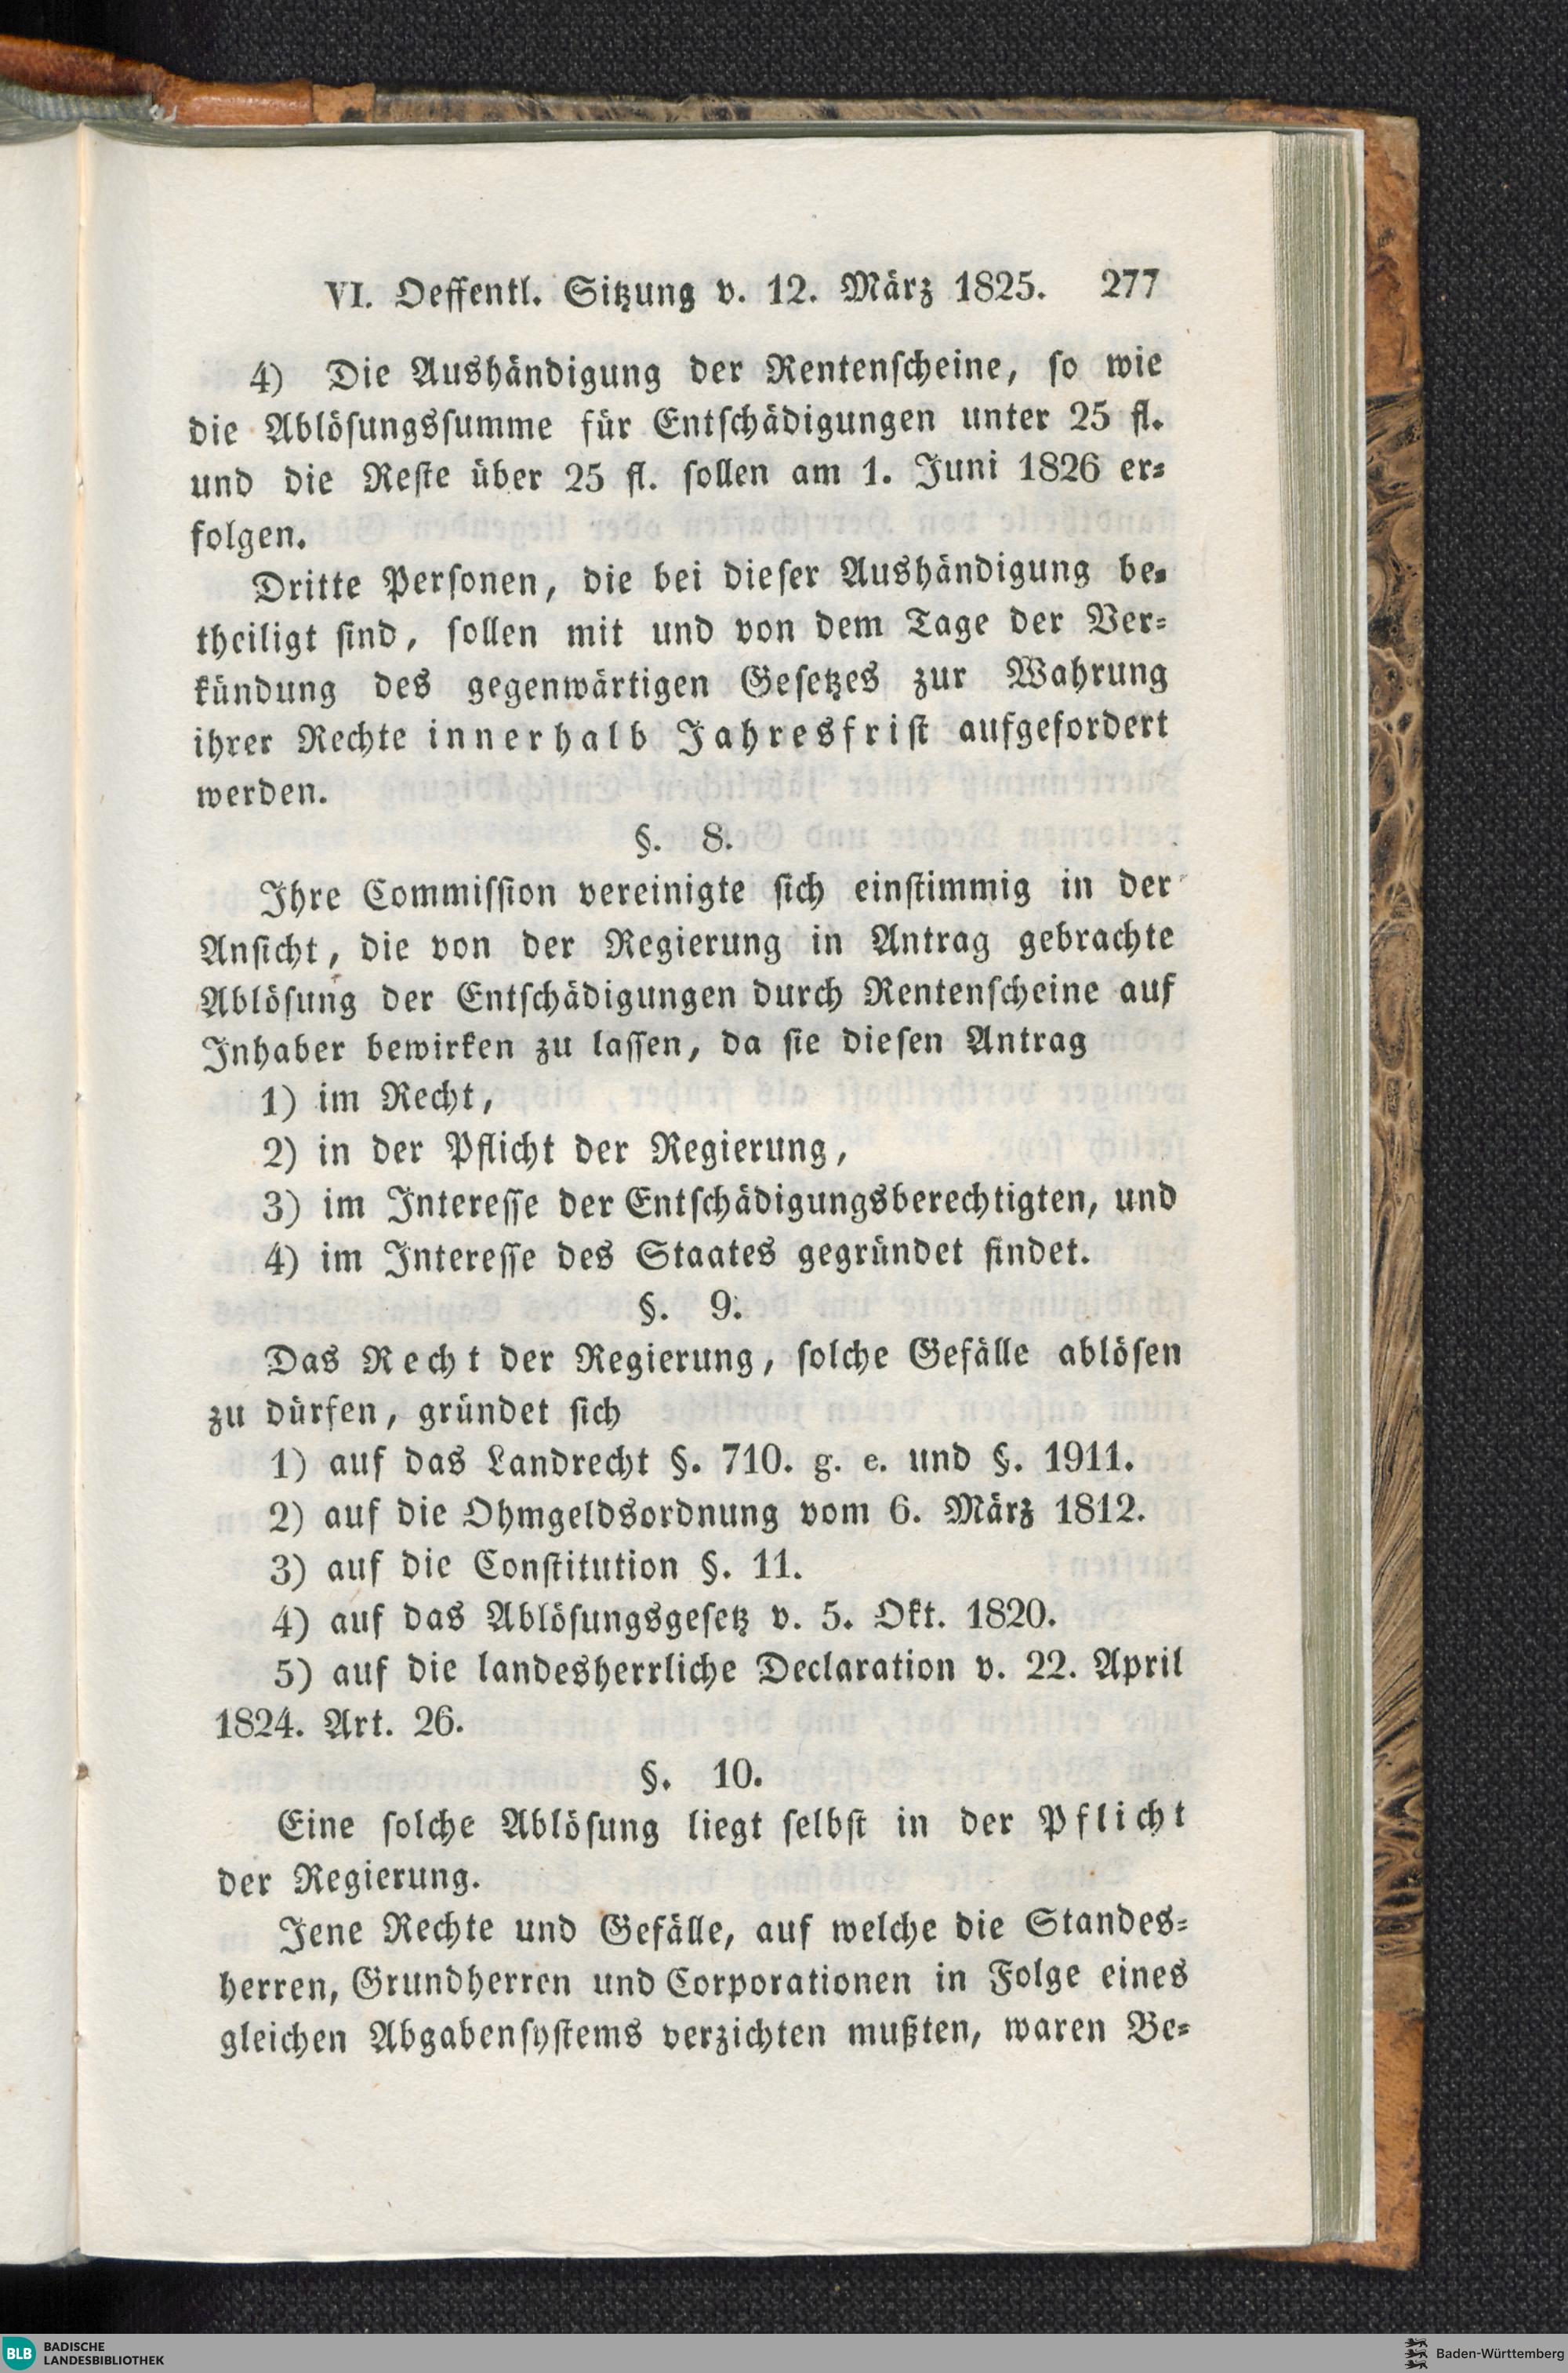 VI. Oeffentl. Sitzung v. 12. März 1825. 277
4) Die Aushändigung der Rentenscheine, so wie
die Ablösungssumme für Entschädigungen unter 25 fl.
und die Reste über 25 fl. sollen am 1. Juni 1826 er-
folgen.
Dritte Personen, die bei dieser Aushändigung be-
theiligt sind, sollen mit und von dem Tage der Ver-
kündung des gegenwärtigen Gesetzes zur Wahrung
ihrer Rechte innerhalb Jahresfrist aufgefordert
werden.
§. 8.
Ihre Commission vereinigte sich einstimmig in der
Ansicht, die von der Regierung in Antrag gebrachte
Ablösung der Entschädigungen durch Rentenscheine auf
Inhaber bewirken zu lassen, da sie diesen Antrag
1) im Recht,
2) in der Pflicht der Regierung,
3) im Interesse der Entschädigungsberechtigten, und
4) im Interesse des Staates gegründet findet.
§. 9.
Das Recht der Regierung, solche Gefälle ablösen
zu dürfen, gründet sich
1) auf das Landrecht §. 710. g. e. und §. 1911.
2) auf die Ohmgeldsordnung vom 6. März 1812.
3) auf die Constitution §. 11.
4) auf das Ablösungsgesetz v. 5. Okt. 1820.
5) auf die landesherrliche Declaration v. 22. April
1824. Art. 26.
§. 10.
Eine solche Ablösung liegt selbst in der Pflicht
der Regierung.
Jene Rechte und Gefälle, auf welche die Standes-
herren, Grundherren und Corporationen in Folge eines
gleichen Abgabensystems verzichten mußten, waren Be-
BLB BADISCHE
LANDESBIBLIOTHEK
Baden-Württemberg